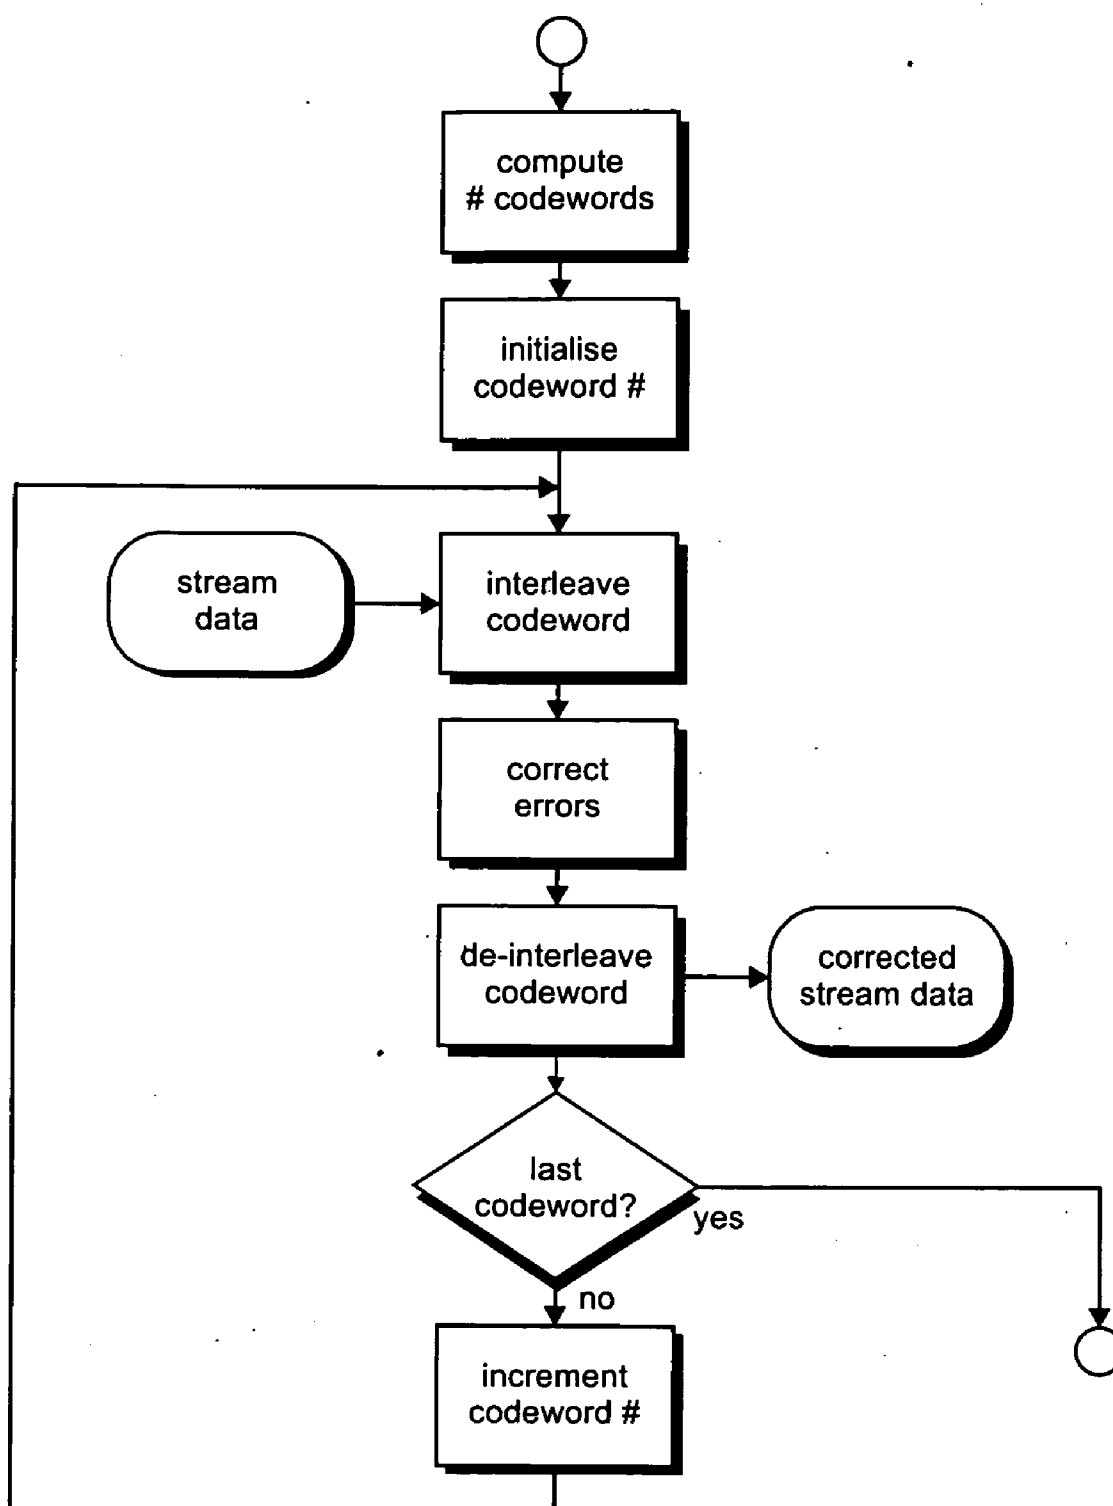 compute
# codewords
initialise
codeword #
stream
data
interleave
codeword
correct
errors
de-interleave
codeword
corrected
stream data
last
codeword?
yes
no
increment
codeword #